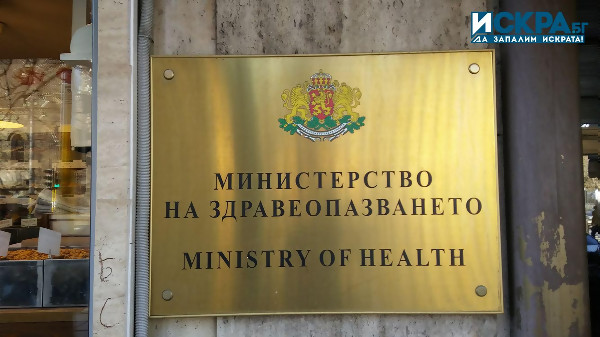 ИСКРА.БГ
ДА ЗАПАЛИМ ИСКРАТА!
МИНИСТЕРСТВО
НА ЗДРАВЕОПАЗВАНЕТО
MINISTRY OF HEALTH
Б
С